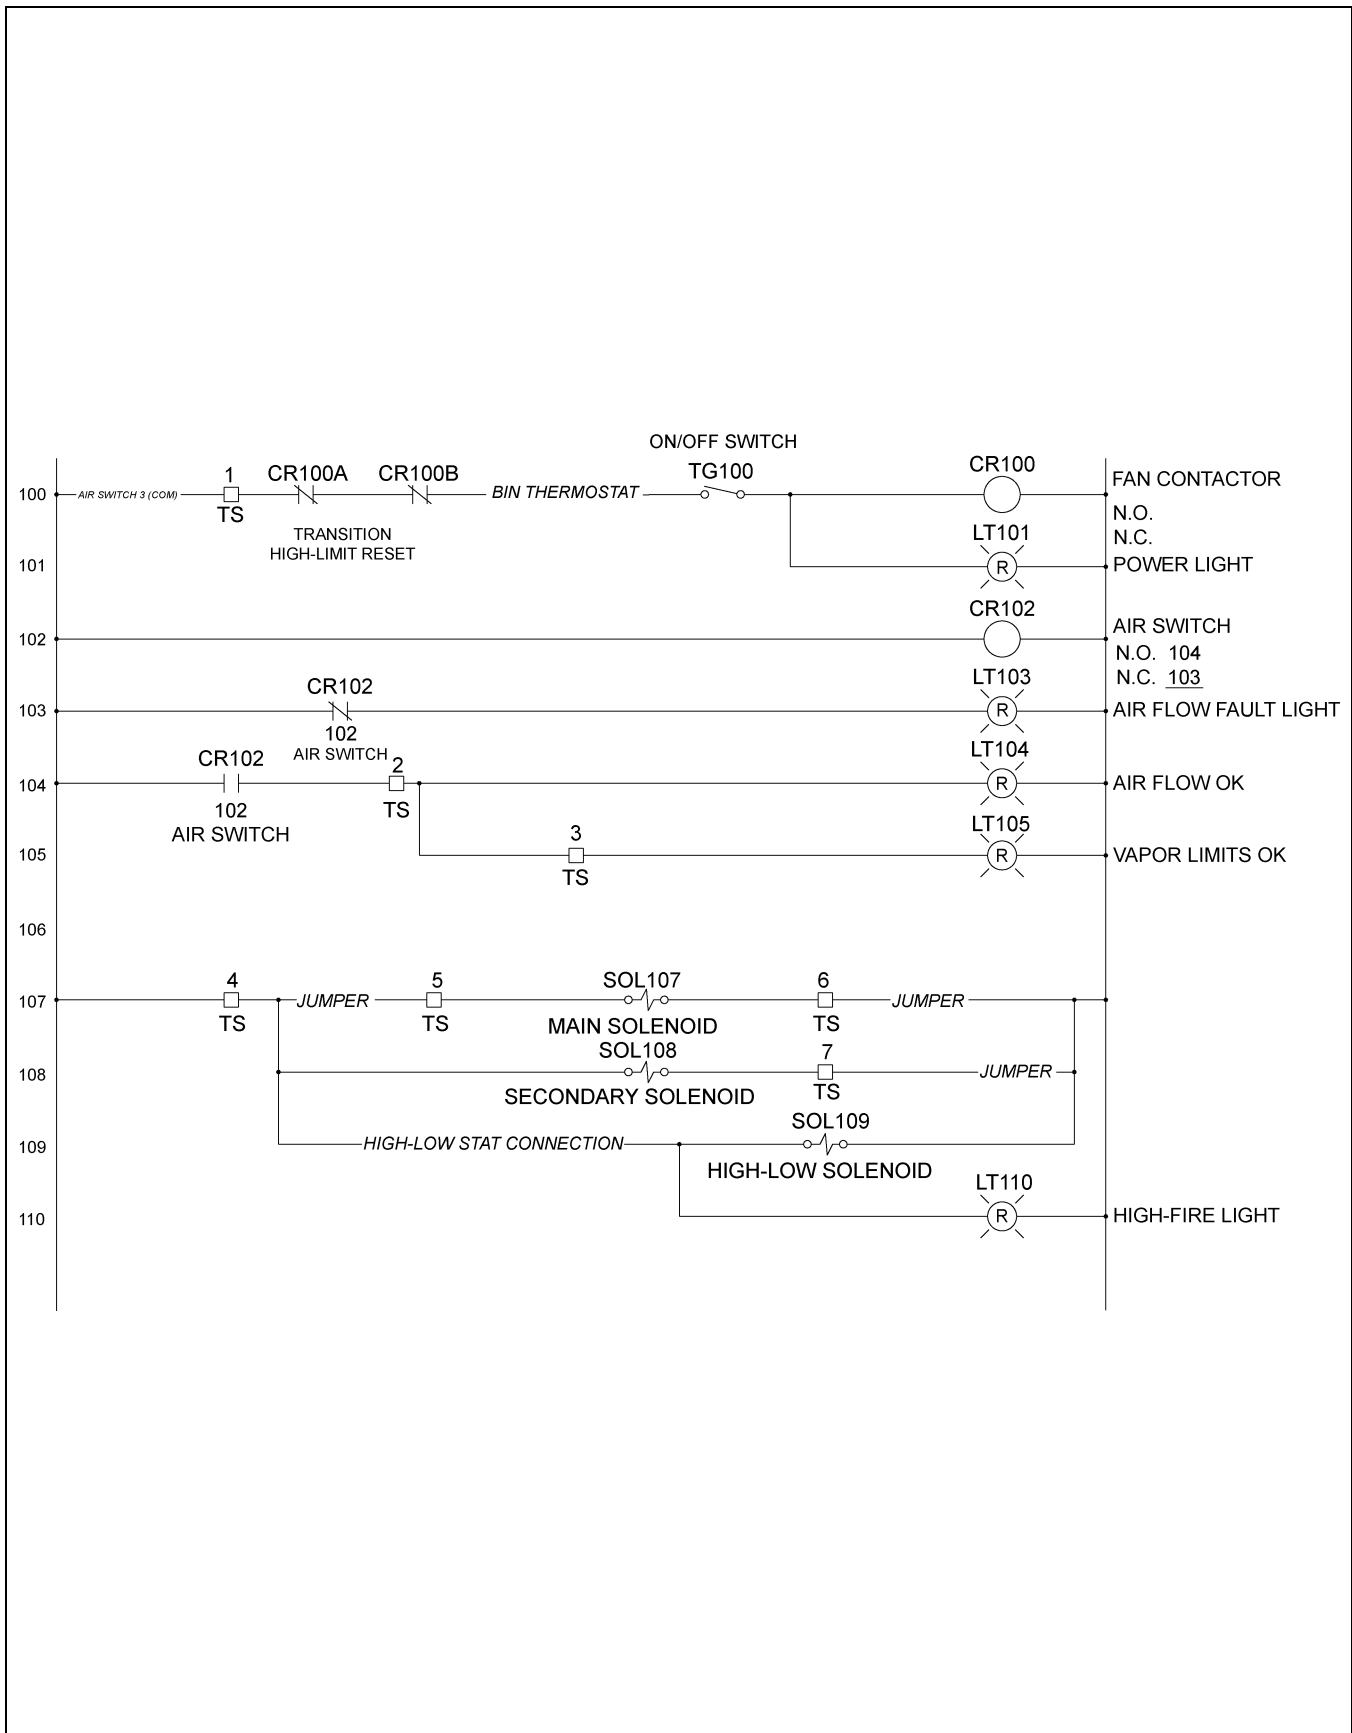 ON/OFF SWITCH
1 CR100A CR100B TG100 CR100
100 AIR SWITCH 3 (COM) BIN THERMOSTAT FAN CONTACTOR
TS
N.O.
TRANSITION
HIGH-LIMIT RESET
LT101
N.C.
101 R POWER LIGHT
CR102
AIR SWITCH
102
N.O. 104
CR102 LT103 N.C. 103
103 R AIR FLOW FAULT LIGHT
102
AIR SWITCH
CR102 2 LT104
104 R AIR FLOW OK
102 TS
AIR SWITCH
3 LT105
105 R VAPOR LIMITS OK
TS
106
4 5 SOL107 6
107 JUMPER JUMPER
TS TS MAIN SOLENOID TS
SOL108 7
108 JUMPER
SECONDARY SOLENOID TS
SOL109
109 HIGH-LOW STAT CONNECTION
HIGH-LOW SOLENOID
LT110
110 R HIGH-FIRE LIGHT